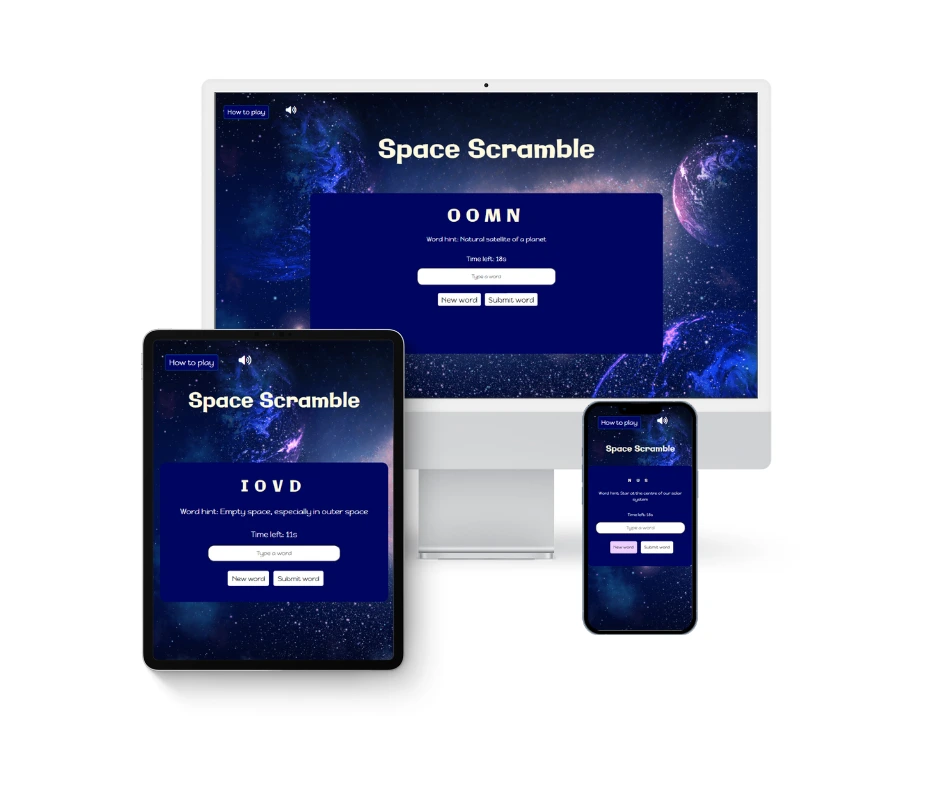 How to play
Space Scramble
OOMN
Word hint: Natural satellite of a planet
Time left: 18s
Type a word
New word Submit word
How to play
Space Scramble
IOVD
Word hint: Empty space, especially in outer space
Time left: 11s
Type a word
New word Submit word
How to play
Space Scramble
N U S
Word hint: Star at the centre of our solar
system
Time left: 18s
Type a word
New word Submit word